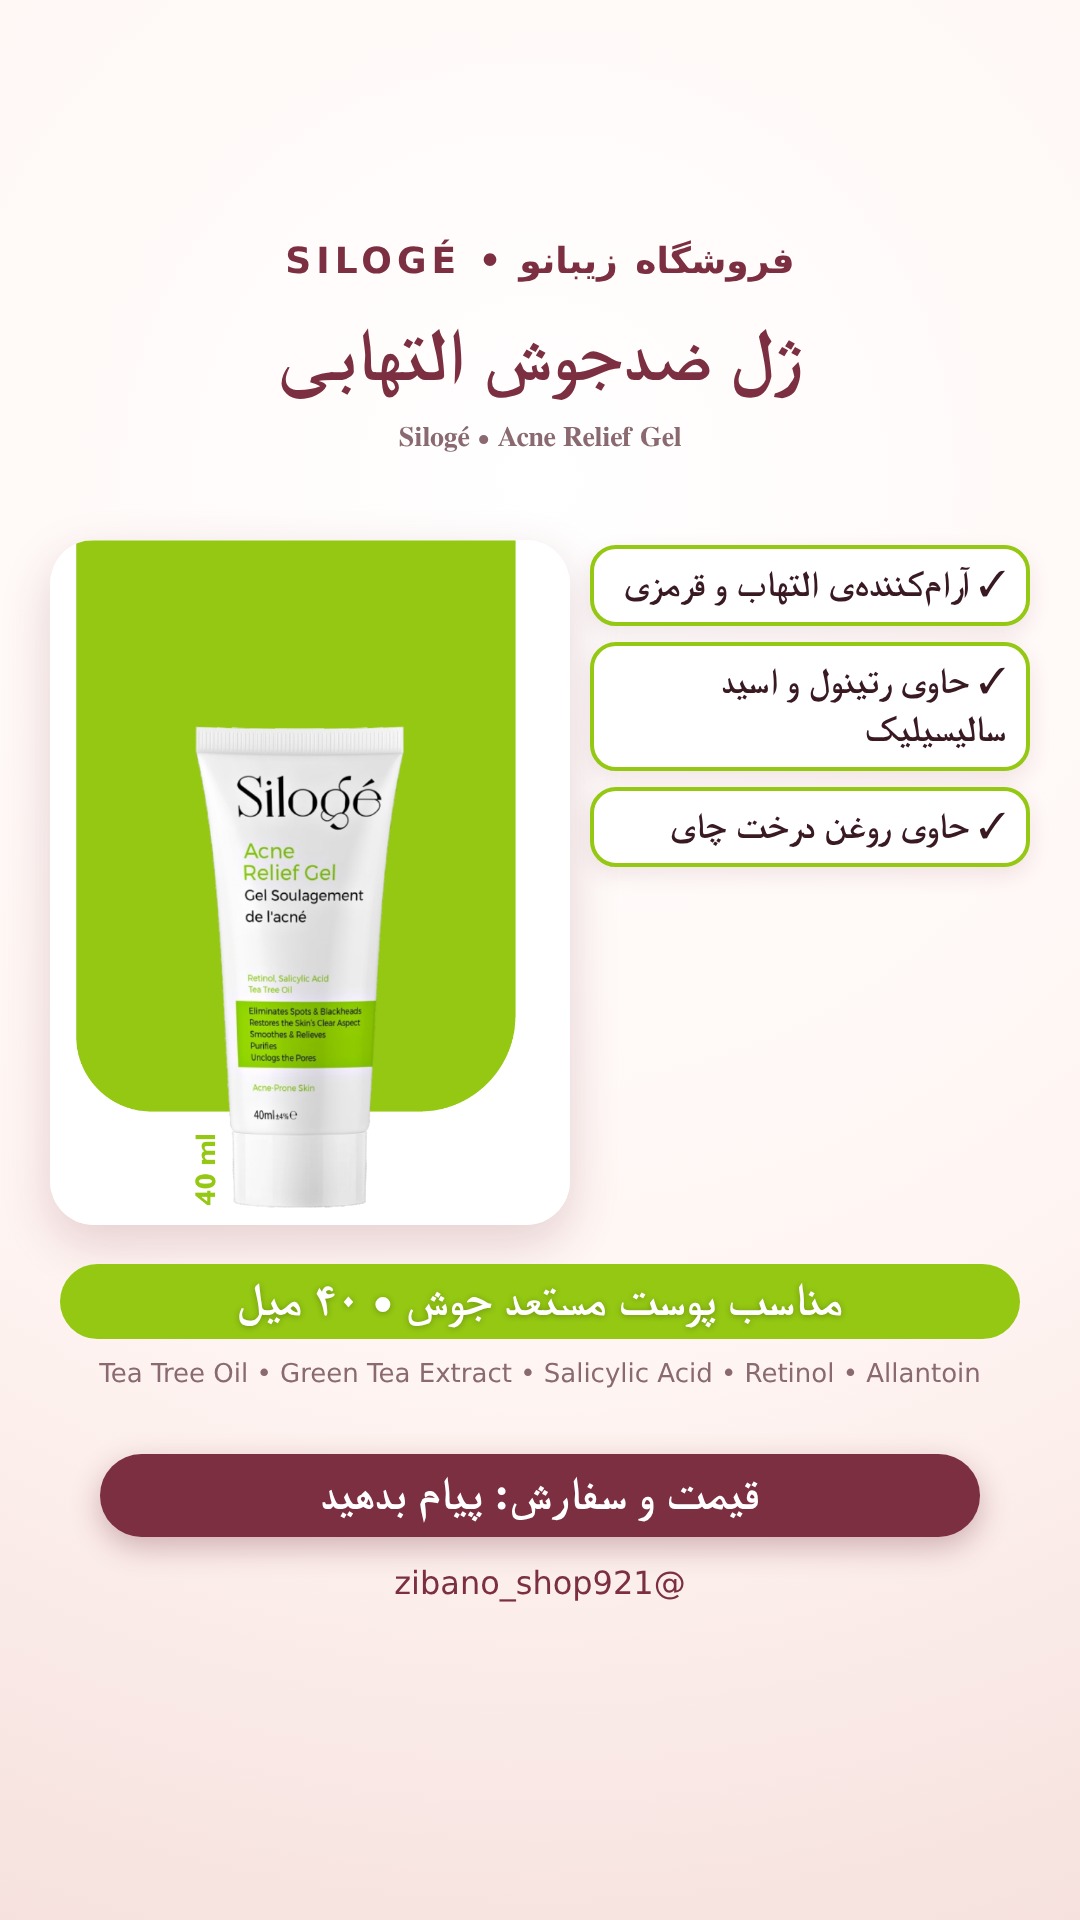 فروشگاه زیبانو • SILOGÉ
ژل ضدجوش التهابی
Silogé • Acne Relief Gel
✓ آرام‌کننده‌ی التهاب و قرمزی
✓ حاوی رتینول و اسید
سالیسیلیک
✓ حاوی روغن درخت چای
Silogé
Acne
Relief Gel
Gel Soulagement
de l'acné
Retinol, Salicylic Acid
Tea Tree Oil
Eliminates Spots & Blackheads
Restores the Skin's Clear Aspect
Smoothes & Relieves
Purifies
Unclogs the Pores
Acne-Prone Skin
40ml±4%℮
40 ml
مناسب پوست مستعد جوش • ۴۰ میل
Tea Tree Oil • Green Tea Extract • Salicylic Acid • Retinol • Allantoin
قیمت و سفارش: پیام بدهید
zibano_shop921@